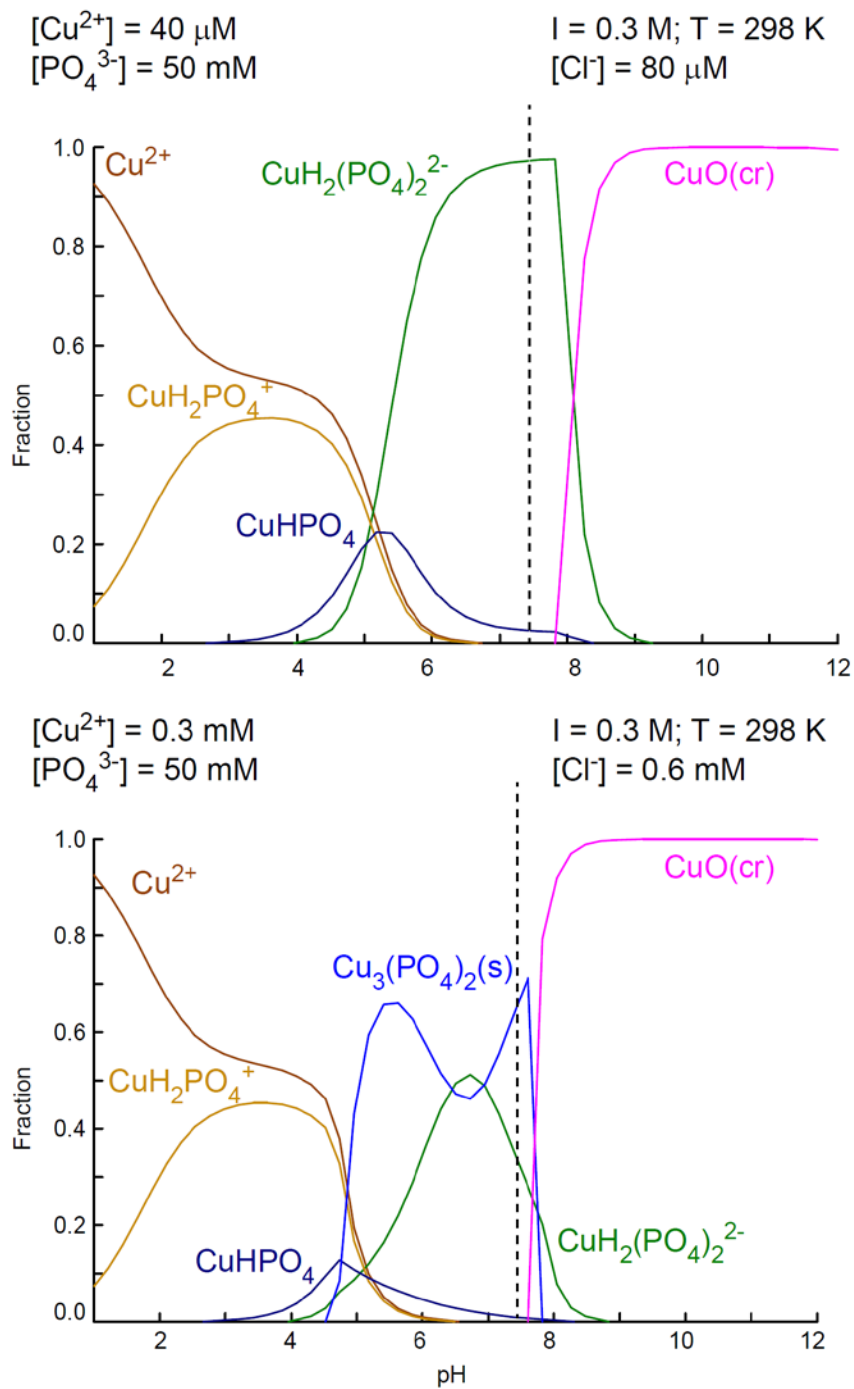 [Cu²⁺] = 40 μM
I = 0.3 M; T = 298 K
[PO₄³⁻] = 50 mM
[Cl⁻] = 80 μM
1.0
Cu²⁺
CuH₂(PO₄)₂²⁻
CuO(cr)
0.8
0.6
CuH₂PO₄⁺
Fraction
0.4
CuHPO₄
0.2
0.0
2 4 6 8 10 12
[Cu²⁺] = 0.3 mM
I = 0.3 M; T = 298 K
[PO₄³⁻] = 50 mM
[Cl⁻] = 0.6 mM
1.0
Cu²⁺
CuO(cr)
0.8
Cu₃(PO₄)₂(s)
0.6
CuH₂PO₄⁺
Fraction
0.4
0.2
CuHPO₄
CuH₂(PO₄)₂²⁻
0.0
2 4 6 8 10 12
pH